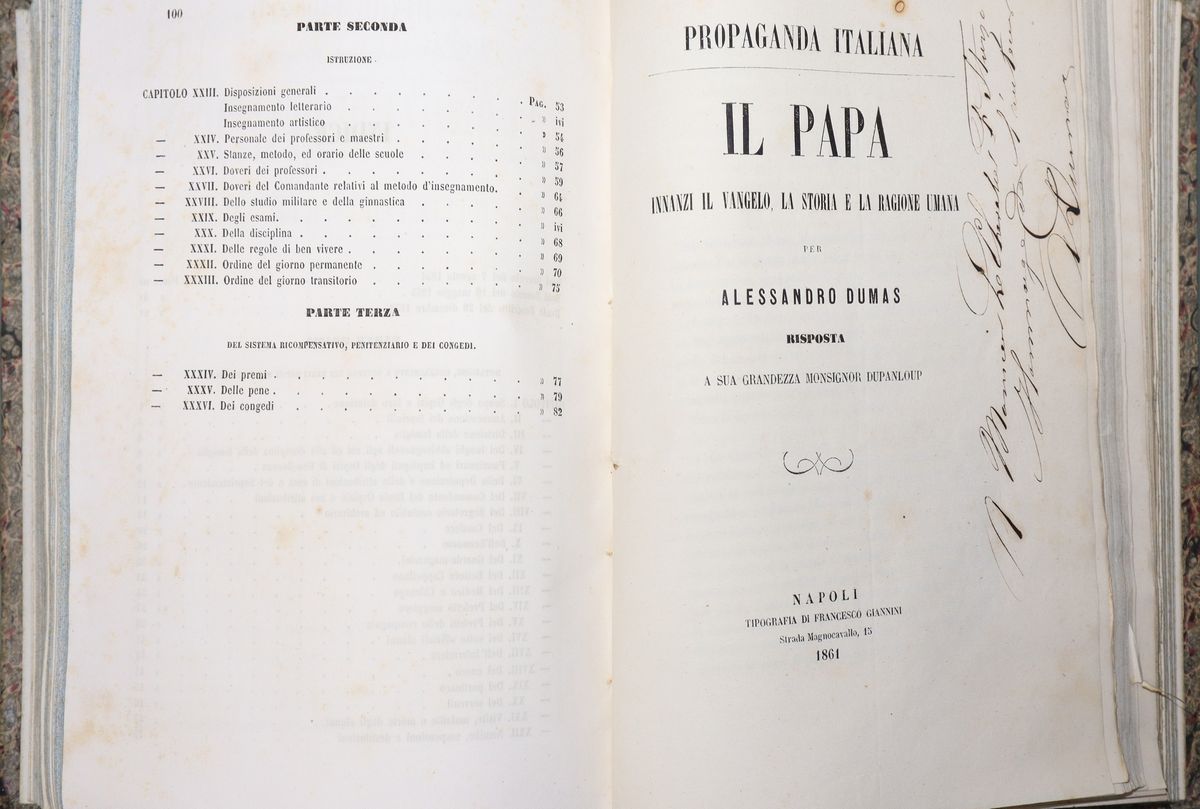 100
PARTE SECONDA
ISTRUZIONE
CAPITOLO XXIII. Disposizioni generali . . . . . . . . Pag. 53
Insegnamento letterario . . . . . . . » ivi
Insegnamento artistico . . . . . . . » ivi
— XXIV. Personale dei professori e maestri . . . . . » 54
— XXV. Stanze, metodo, ed orario delle scuole . . . . » 56
— XXVI. Doveri dei professori . . . . . . . » 57
— XXVII. Doveri del Comandante relativi al metodo d'insegnamento. » 59
— XXVIII. Dello studio militare e della ginnastica . . . . » 64
— XXIX. Degli esami. . . . . . . . . » 66
— XXX. Della disciplina . . . . . . . . » ivi
— XXXI. Delle regole di ben vivere . . . . . . » 68
— XXXII. Ordine del giorno permanente . . . . . » 69
— XXXIII. Ordine del giorno transitorio . . . . . . » 70
» 75
PARTE TERZA
DEL SISTEMA RICOMPENSATIVO, PENITENZIARIO E DEI CONGEDI.
— XXXIV. Dei premi . . . . . . . . . » 77
— XXXV. Delle pene . . . . . . . . . » 79
— XXXVI. Dei congedi . . . . . . . . . » 82
PROPAGANDA ITALIANA
IL PAPA
INNANZI IL VANGELO, LA STORIA E LA RAGIONE UMANA
PER
ALESSANDRO DUMAS
RISPOSTA
A SUA GRANDEZZA MONSIGNOR DUPANLOUP
NAPOLI
TIPOGRAFIA DI FRANCESCO GIANNINI
Strada Magnocavallo, 15
1861